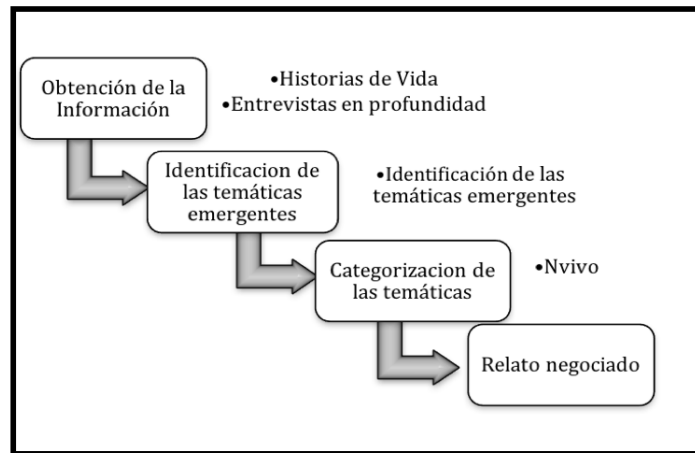 Obtención de la
Información
•Historias de Vida
•Entrevistas en profundidad
Identificacion de
las temáticas
emergentes
•Identificación de las
temáticas emergentes
Categorizacion de
las temáticas
•Nvivo
Relato negociado